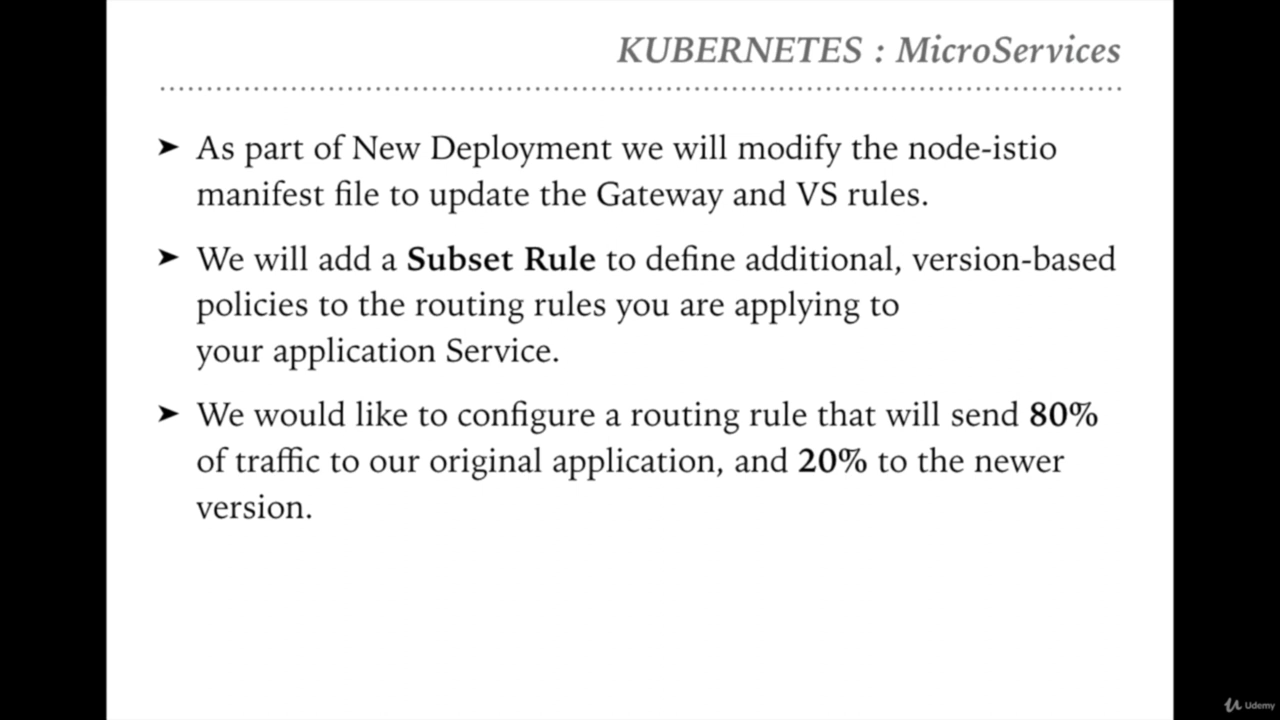 KUBERNETES : MicroServices
➤ As part of New Deployment we will modify the node-istio
manifest file to update the Gateway and VS rules.
➤ We will add a Subset Rule to define additional, version-based
policies to the routing rules you are applying to
your application Service.
➤ We would like to configure a routing rule that will send 80%
of traffic to our original application, and 20% to the newer
version.
Udemy